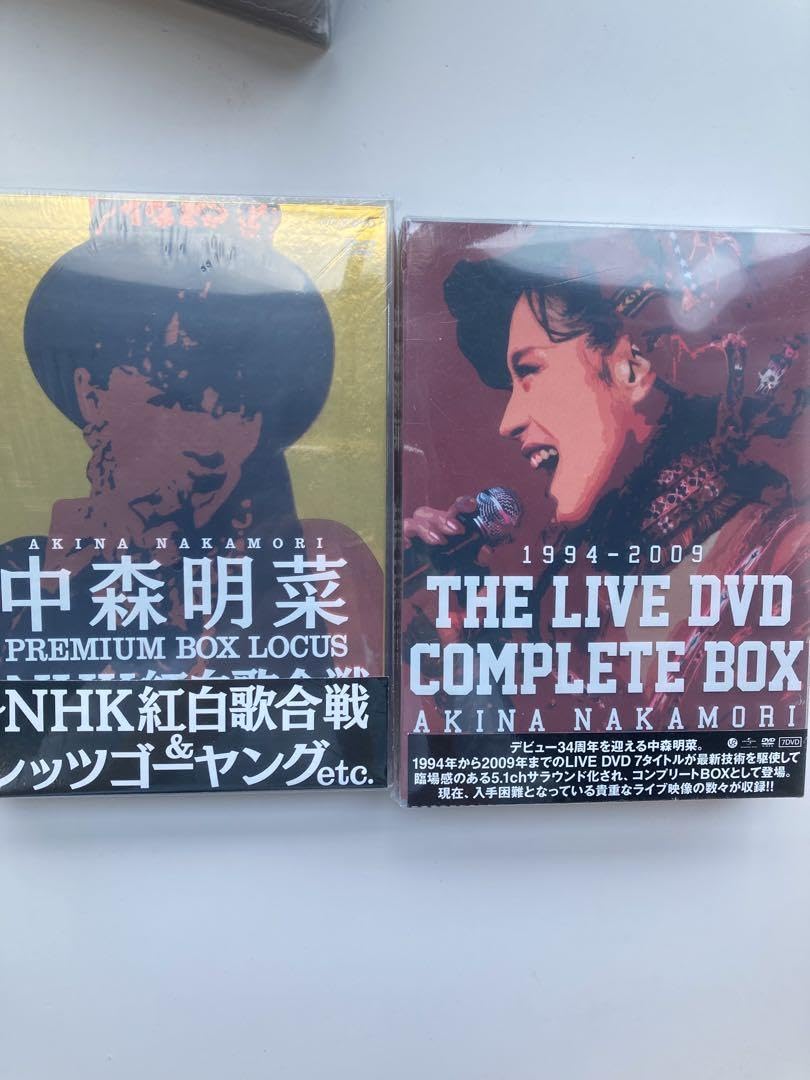 AKINA NAKAMORI
中森明菜
PREMIUM BOX LOCUS
NHK紅白歌合戦
&
レッツゴーヤングetc.
1994-2009
THE LIVE DVD
COMPLETE BOX
AKINA NAKAMORI
デビュー34周年を迎える中森明菜。
DVD
7DVD
1994年から2009年までのLIVE DVD 7タイトルが最新技術を駆使して
臨場感のある5.1chサラウンド化され、コンプリートBOXとして登場。
現在、入手困難となっている貴重なライブ映像の数々が収録!!